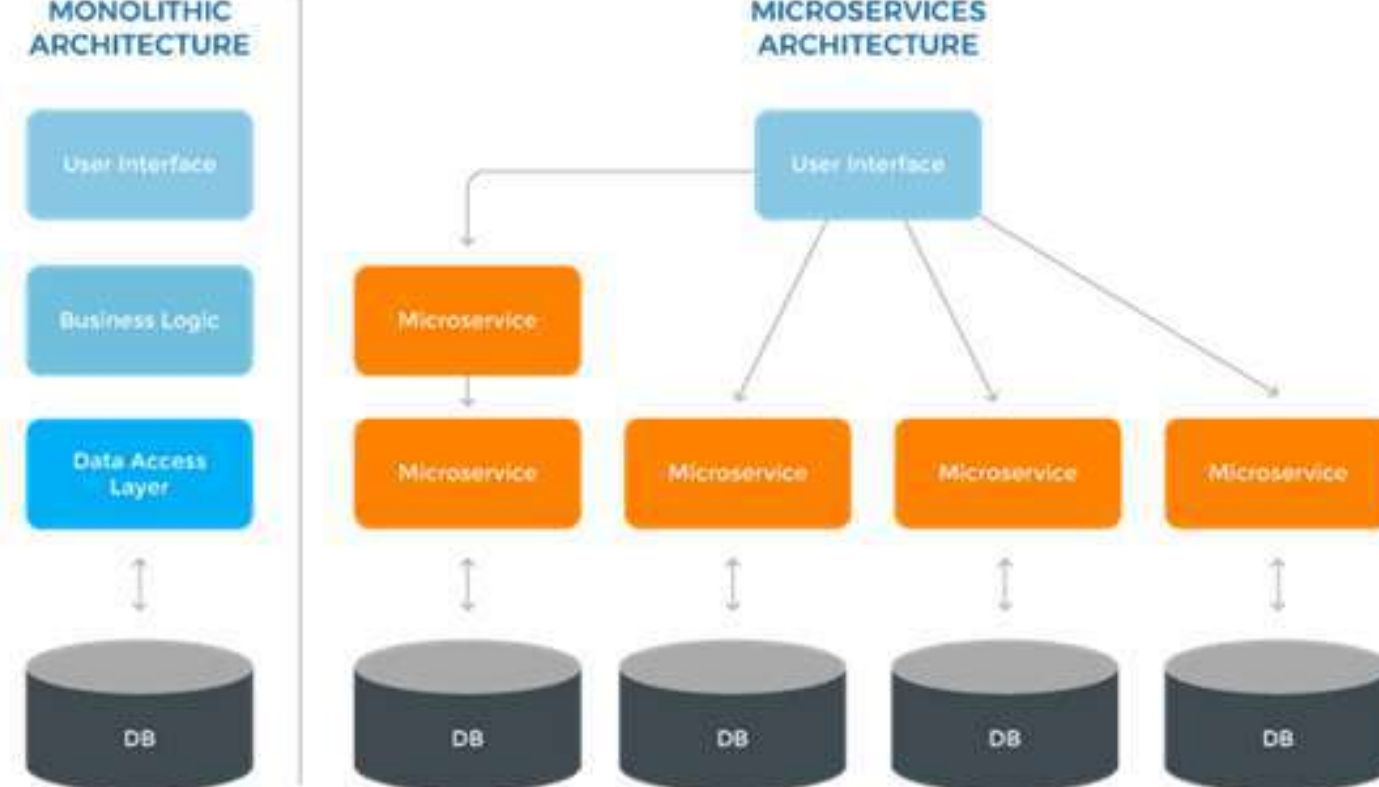 MONOLITHIC
ARCHITECTURE
User Interface
Business Logic
Data Access
Layer
DB
MICROSERVICES
ARCHITECTURE
User Interface
Microservice
Microservice
Microservice
Microservice
Microservice
DB
DB
DB
DB